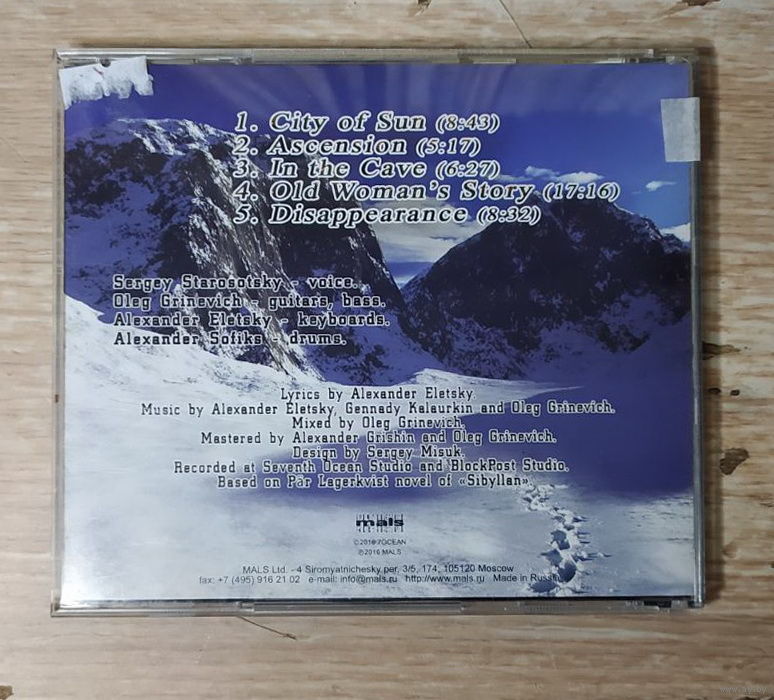 1. City of Sun (8:43)
2. Ascension (5:17)
3. In the Cave (6:27)
4. Old Woman's Story (17:16)
5. Disappearance (8:32)
Sergey Starosotsky - voice.
Oleg Grinevich - guitars, bass.
Alexander Eletsky - keyboards.
Alexander Sofiks - drums.
Lyrics by Alexander Eletsky.
Music by Alexander Eletsky, Gennady Kalaurkin and Oleg Grinevich.
Mixed by Oleg Grinevich.
Mastered by Alexander Grishin and Oleg Grinevich.
Design by Sergey Misuk.
Recorded at Seventh Ocean Studio and BlockPost Studio.
Based on Pär Lagerkvist novel of «Sibyllan».
mals
©2016 7OCEAN
℗2016 MALS
MALS Ltd. - 4 Siromyatnichesky per. 3/5, 174, 105120 Moscow
fax: +7 (495) 916 21 02 e-mail: info@mals.ru http://www.mals.ru Made in Russia